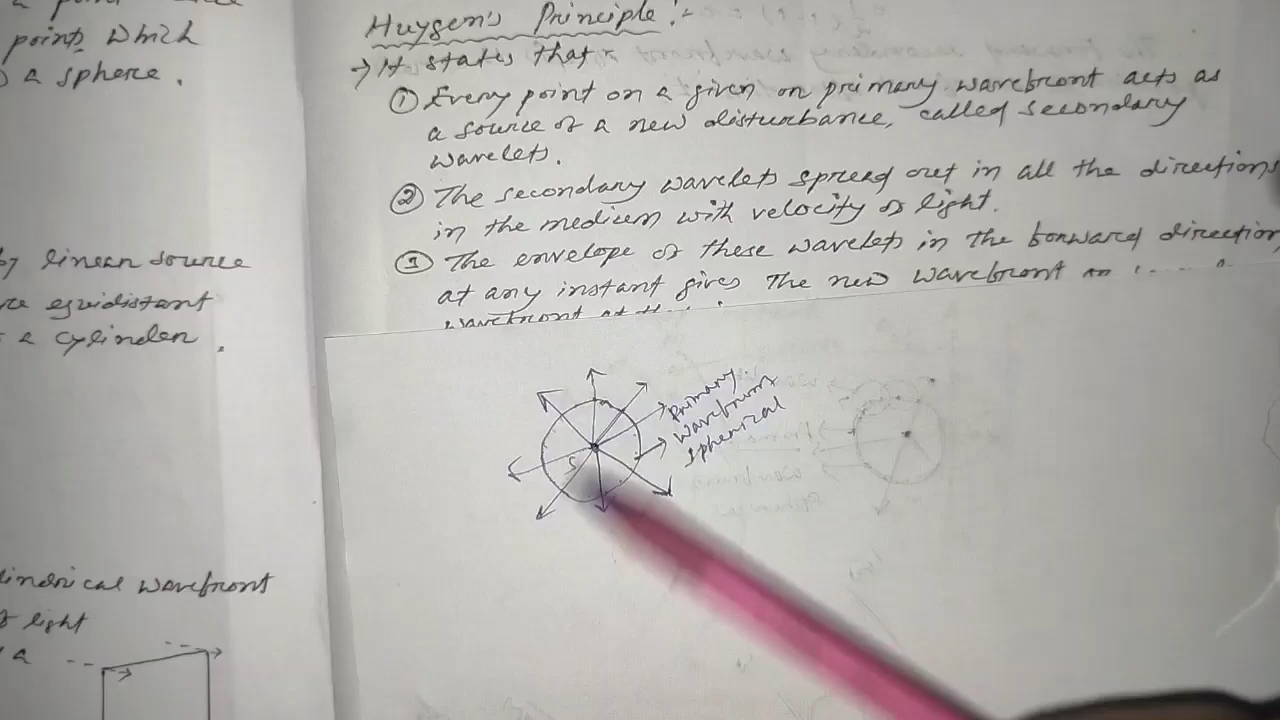 point which
a sphere.
linear source
equidistant
a cylinder.
wavefront
light
a
Huygen's Principle :-
→ It states that
① Every point on a given on primary wavefront acts as
a source of a new disturbance, called secondary
wavelets.
② The secondary wavelets spread out in all the directions
in the medium with velocity of light.
③ The envelope of these wavelets in the forward direction
at any instant gives the new wavefront
wavefront at
Primary
wavefront
spherical
S